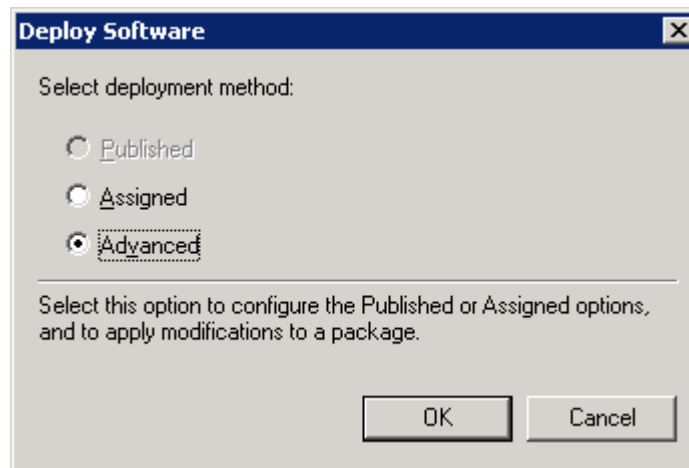 Deploy Software
Select deployment method:
Published
Assigned
Advanced
Select this option to configure the Published or Assigned options,
and to apply modifications to a package.
OK Cancel